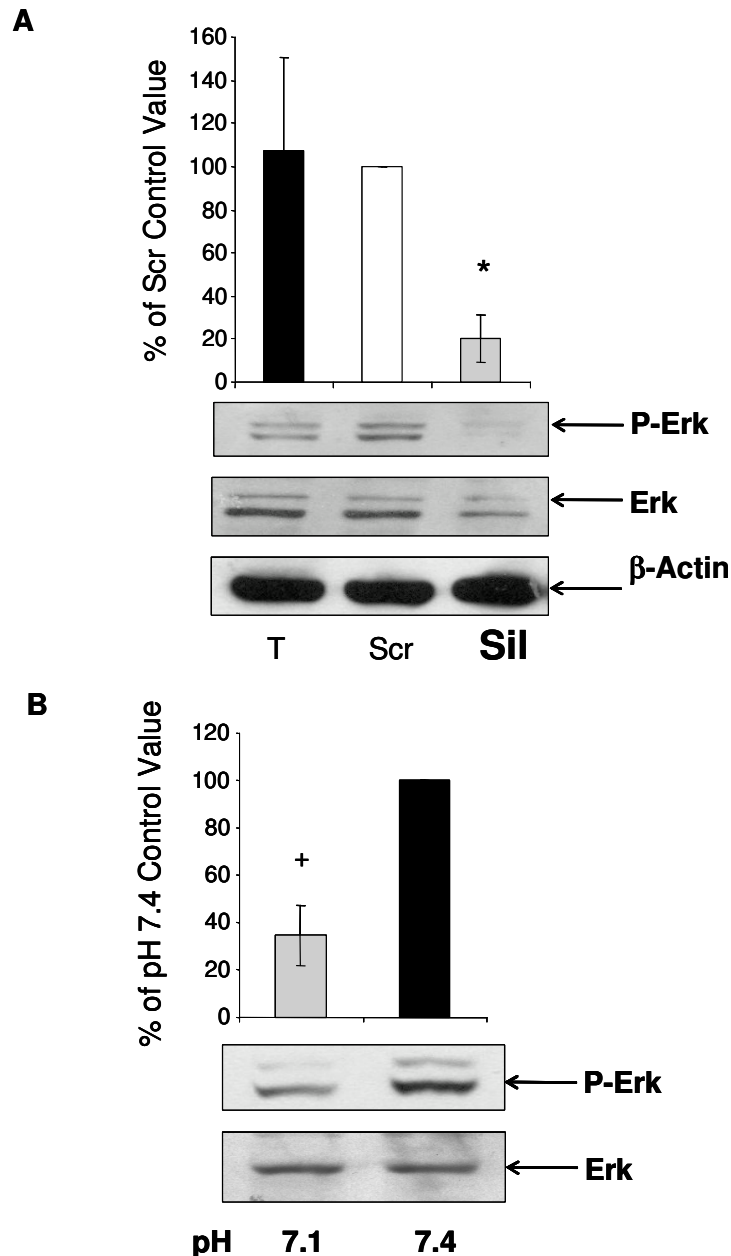 A
% of Scr Control Value
160
140
120
100
80
60
40
20
0
*
P-Erk
Erk
β-Actin
T Scr Sil
B
% of pH 7.4 Control Value
120
100
80
60
40
20
0
+
P-Erk
Erk
pH 7.1 7.4